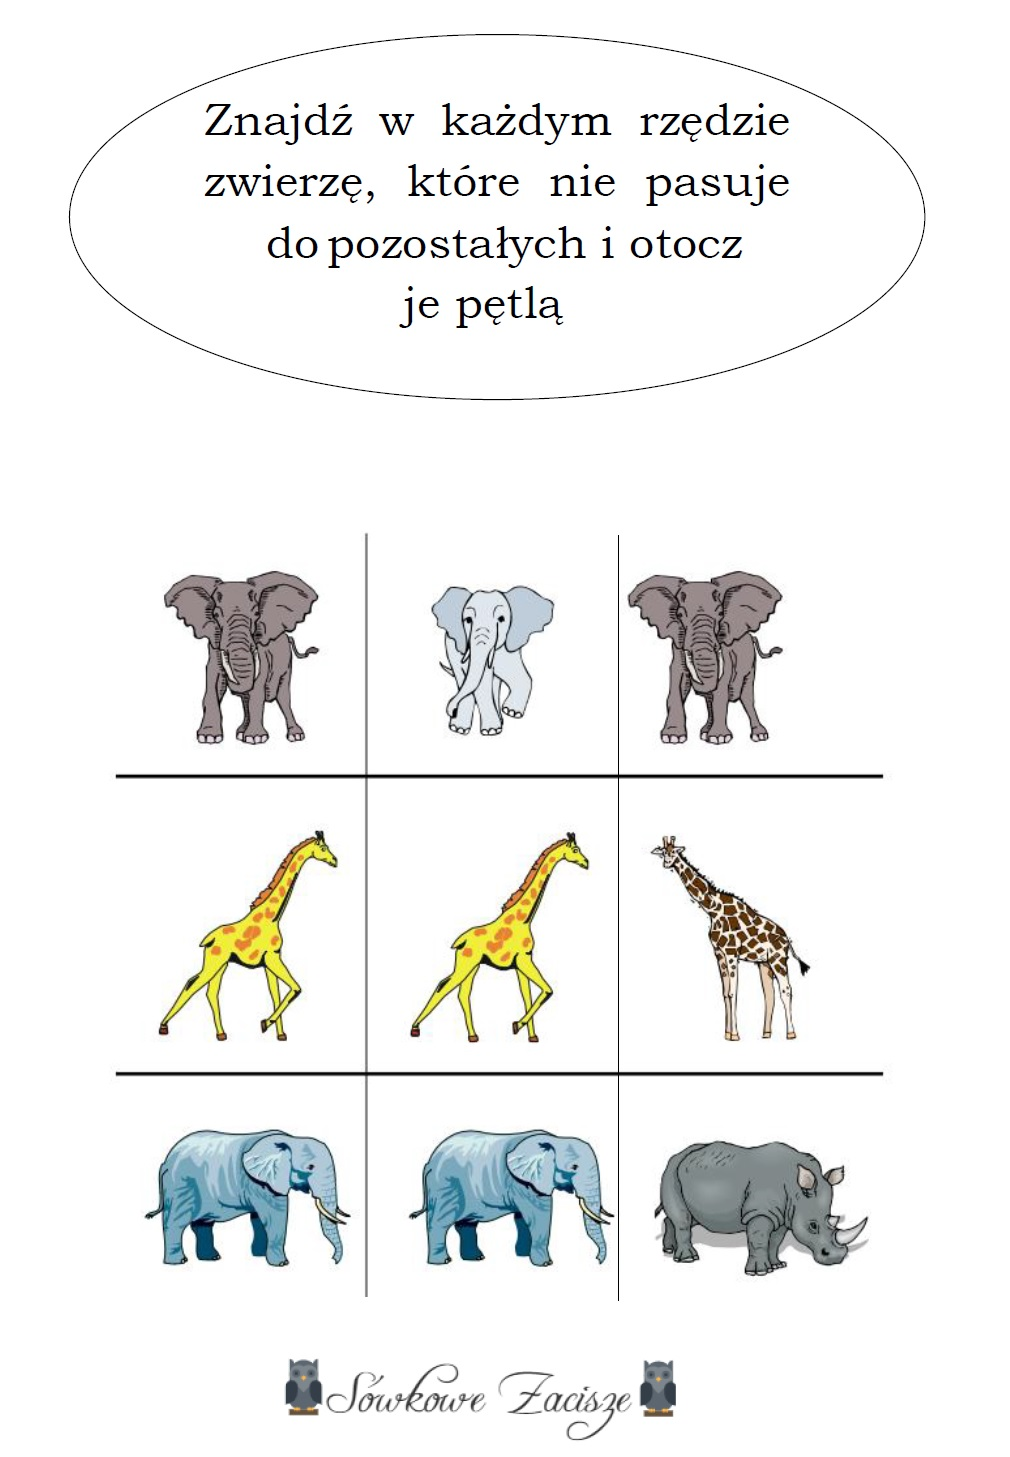 Znajdź w każdym rzędzie
zwierzę, które nie pasuje
do pozostałych i otocz
je pętlą
Sówkowe Zacisze